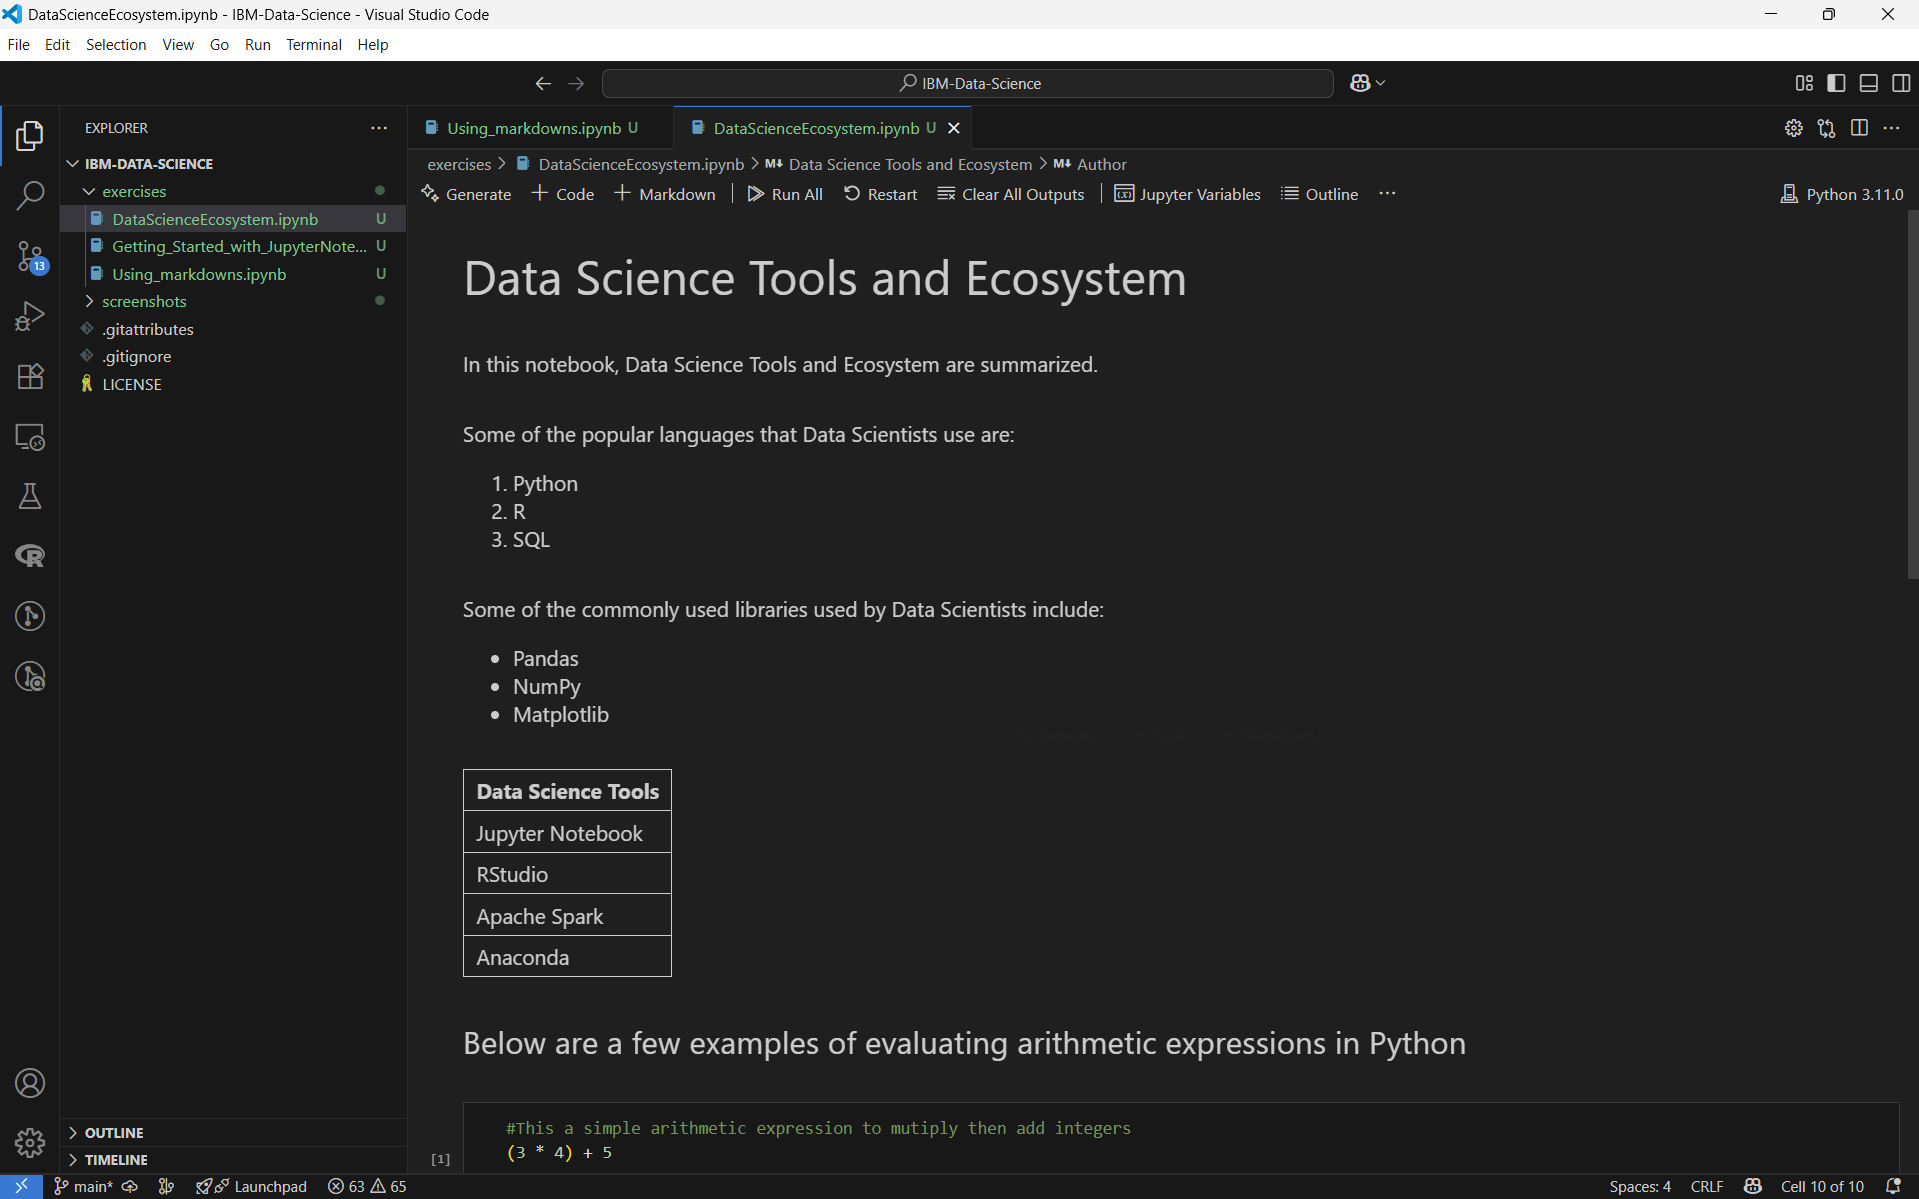 DataScienceEcosystem.ipynb - IBM-Data-Science - Visual Studio Code
File Edit Selection View Go Run Terminal Help
IBM-Data-Science
EXPLORER
IBM-DATA-SCIENCE
exercises
DataScienceEcosystem.ipynb U
Getting_Started_with_JupyterNote... U
Using_markdowns.ipynb U
screenshots
.gitattributes
.gitignore
LICENSE
13
OUTLINE
TIMELINE
Using_markdowns.ipynb U DataScienceEcosystem.ipynb U
exercises > DataScienceEcosystem.ipynb > M↓ Data Science Tools and Ecosystem > M↓ Author
Generate + Code + Markdown Run All Restart Clear All Outputs Jupyter Variables Outline ... Python 3.11.0
Data Science Tools and Ecosystem
In this notebook, Data Science Tools and Ecosystem are summarized.
Some of the popular languages that Data Scientists use are:
1. Python
2. R
3. SQL
Some of the commonly used libraries used by Data Scientists include:
• Pandas
• NumPy
• Matplotlib
Data Science Tools
Jupyter Notebook
RStudio
Apache Spark
Anaconda
Below are a few examples of evaluating arithmetic expressions in Python
#This a simple arithmetic expression to mutiply then add integers
(3 * 4) + 5
[1]
main* Launchpad 63 65 Spaces: 4 CRLF Cell 10 of 10